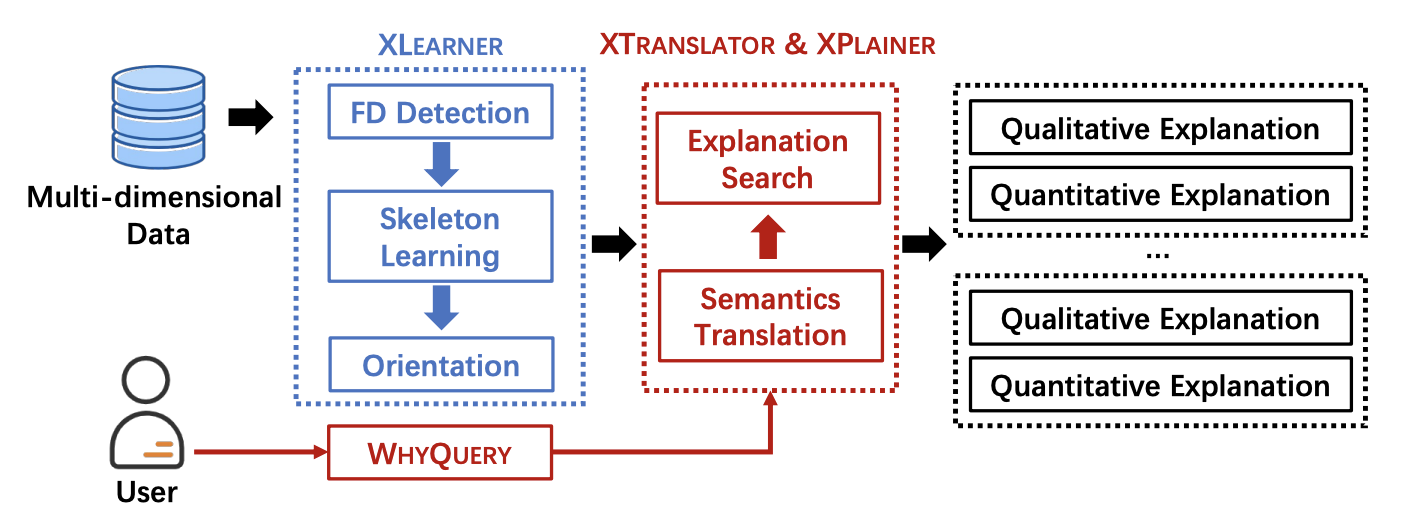 XLEARNER
FD Detection
Skeleton
Learning
Orientation
Multi-dimensional
Data
User
WHYQUERY
XTRANSLATOR & XPLAINER
Explanation
Search
Semantics
Translation
Qualitative Explanation
Quantitative Explanation
...
Qualitative Explanation
Quantitative Explanation